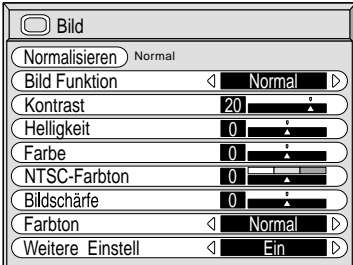 Bild
Normalisieren Normal
Bild Funktion Normal
Kontrast 20
Helligkeit 0
Farbe 0
NTSC-Farbton 0
Bildschärfe 0
Farbton Normal
Weitere Einstell Ein